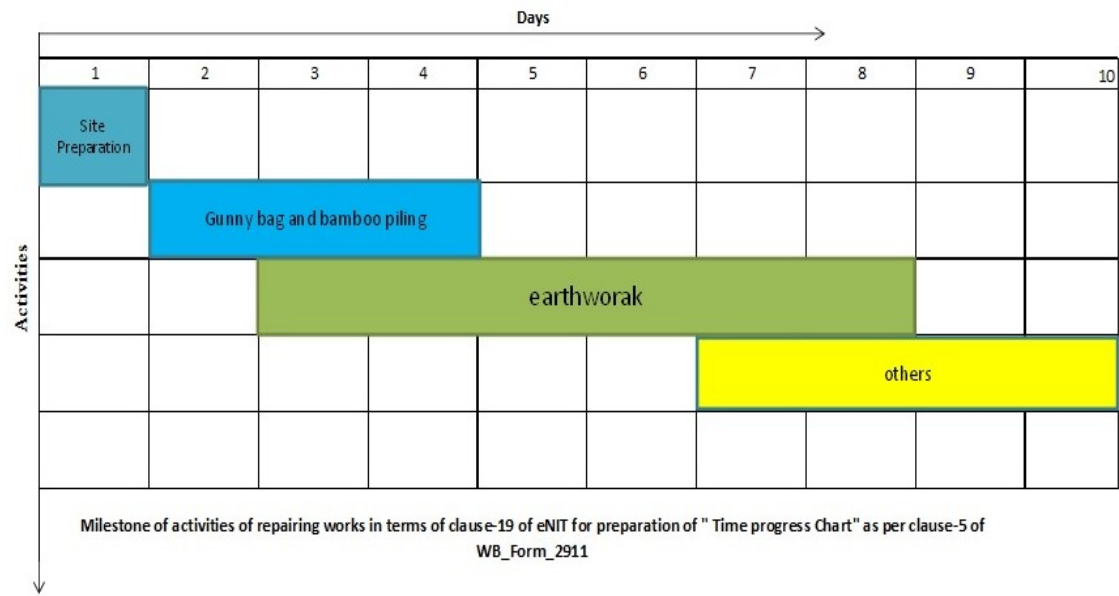 Days
1 2 3 4 5 6 7 8 9 10
Site
Preparation
Gunny bag and bamboo piling
Activities
earthworak
others
Milestone of activities of repairing works in terms of clause-19 of eNIT for preparation of " Time progress Chart" as per clause-5 of
WB_Form_2911